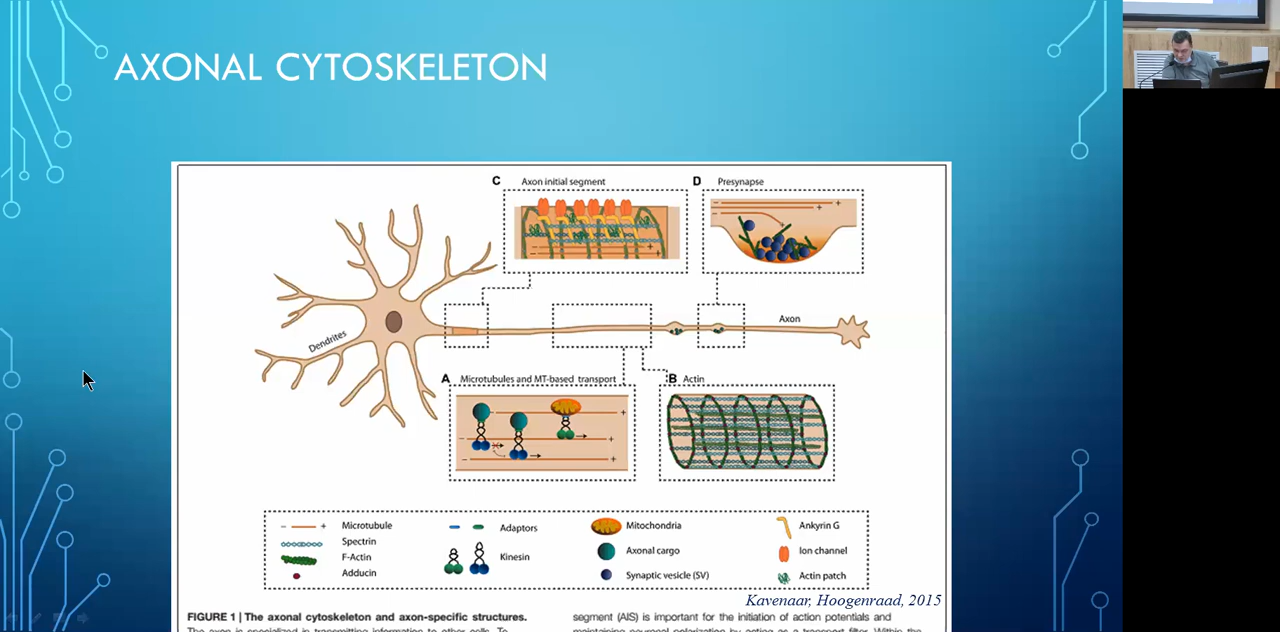 AXONAL CYTOSKELETON
C Axon initial segment
D Presynapse
Dendrites
Axon
A Microtubules and MT-based transport
B Actin
- + Microtubule
Spectrin
F-Actin
Adducin
Adaptors
Kinesin
Mitochondria
Axonal cargo
Synaptic vesicle (SV)
Ankyrin G
Ion channel
Actin patch
Kavenaar, Hoogenraad, 2015
FIGURE 1 | The axonal cytoskeleton and axon-specific structures.
The axon is specialized in transmitting information to other cells. To
segment (AIS) is important for the initiation of action potentials and
maintaining neuronal polarization by acting as a transport filter. Within the